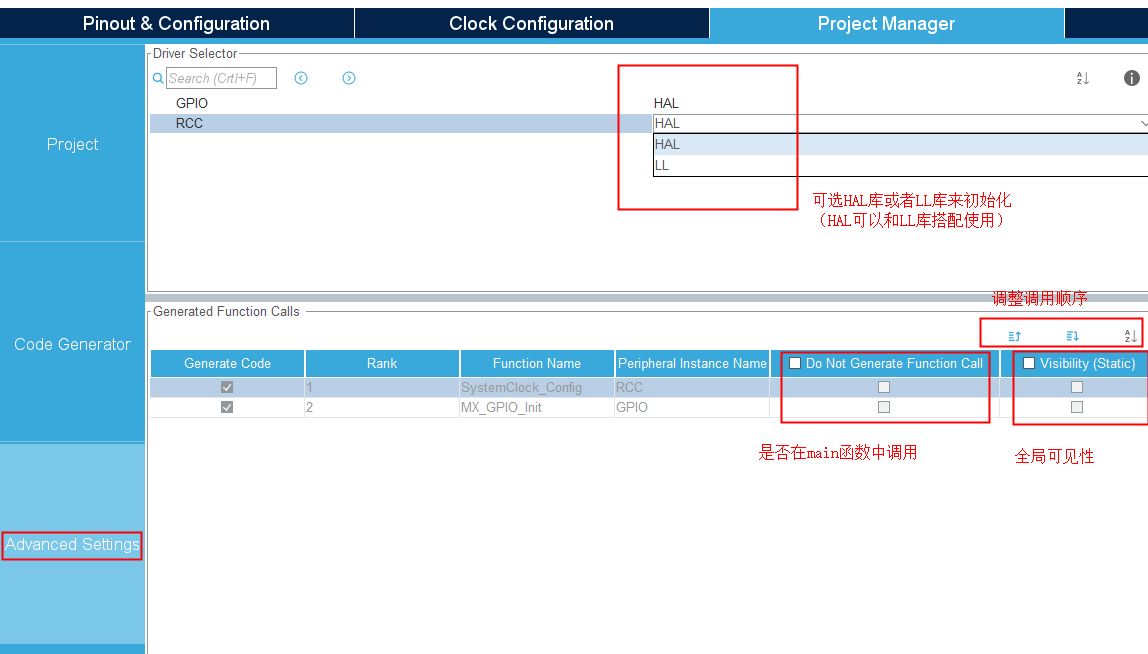 Pinout & Configuration
Clock Configuration
Project Manager
Driver Selector
Search (CrtI+F)
GPIO
HAL
RCC
HAL
HAL
LL
可选HAL库或者LL库来初始化
（HAL可以和LL库搭配使用）
Project
Code Generator
Advanced Settings
调整调用顺序
Generated Function Calls
Generate Code
Rank
Function Name
Peripheral Instance Name
Do Not Generate Function Call
Visibility (Static)
1
SystemClock_Config
RCC
2
MX_GPIO_Init
GPIO
是否在main函数中调用
全局可见性